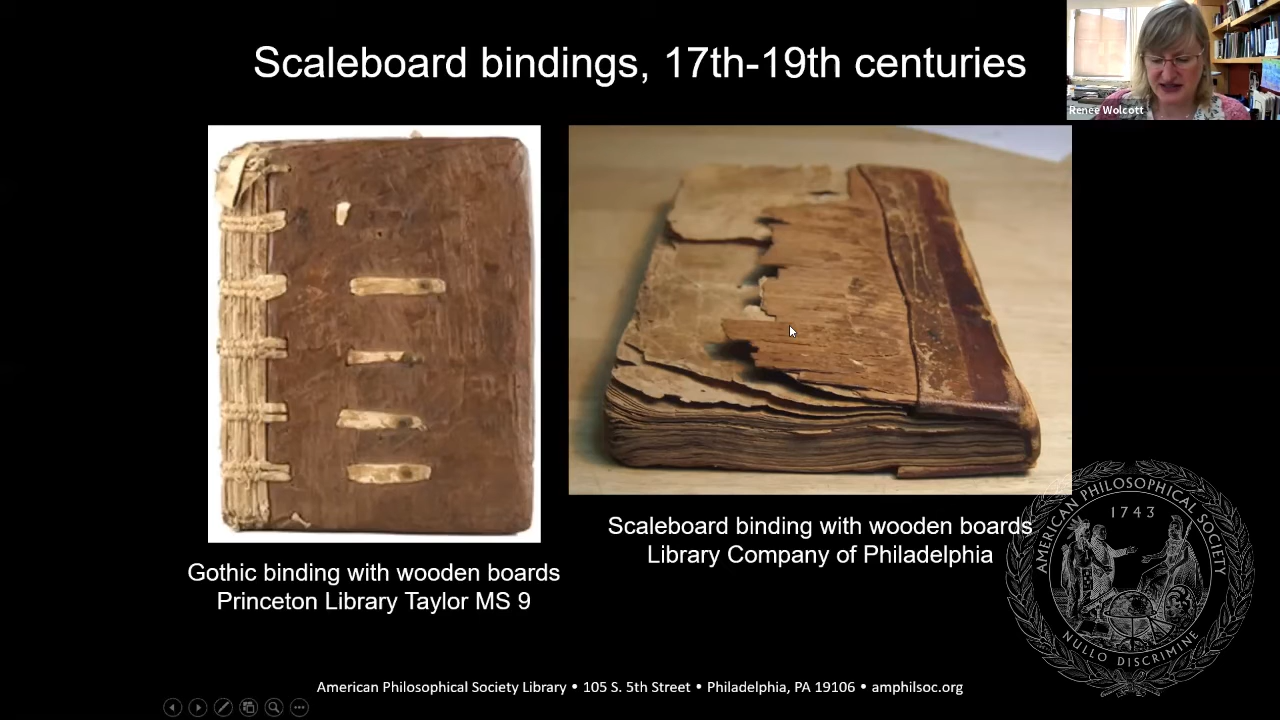 Scaleboard bindings, 17th-19th centuries
Renee Wolcott
Gothic binding with wooden boards
Princeton Library Taylor MS 9
Scaleboard binding with wooden boards
Library Company of Philadelphia
AMERICAN PHILOSOPHICAL SOCIETY
1743
NULLO DISCRIMINE
American Philosophical Society Library • 105 S. 5th Street • Philadelphia, PA 19106 • amphilsoc.org